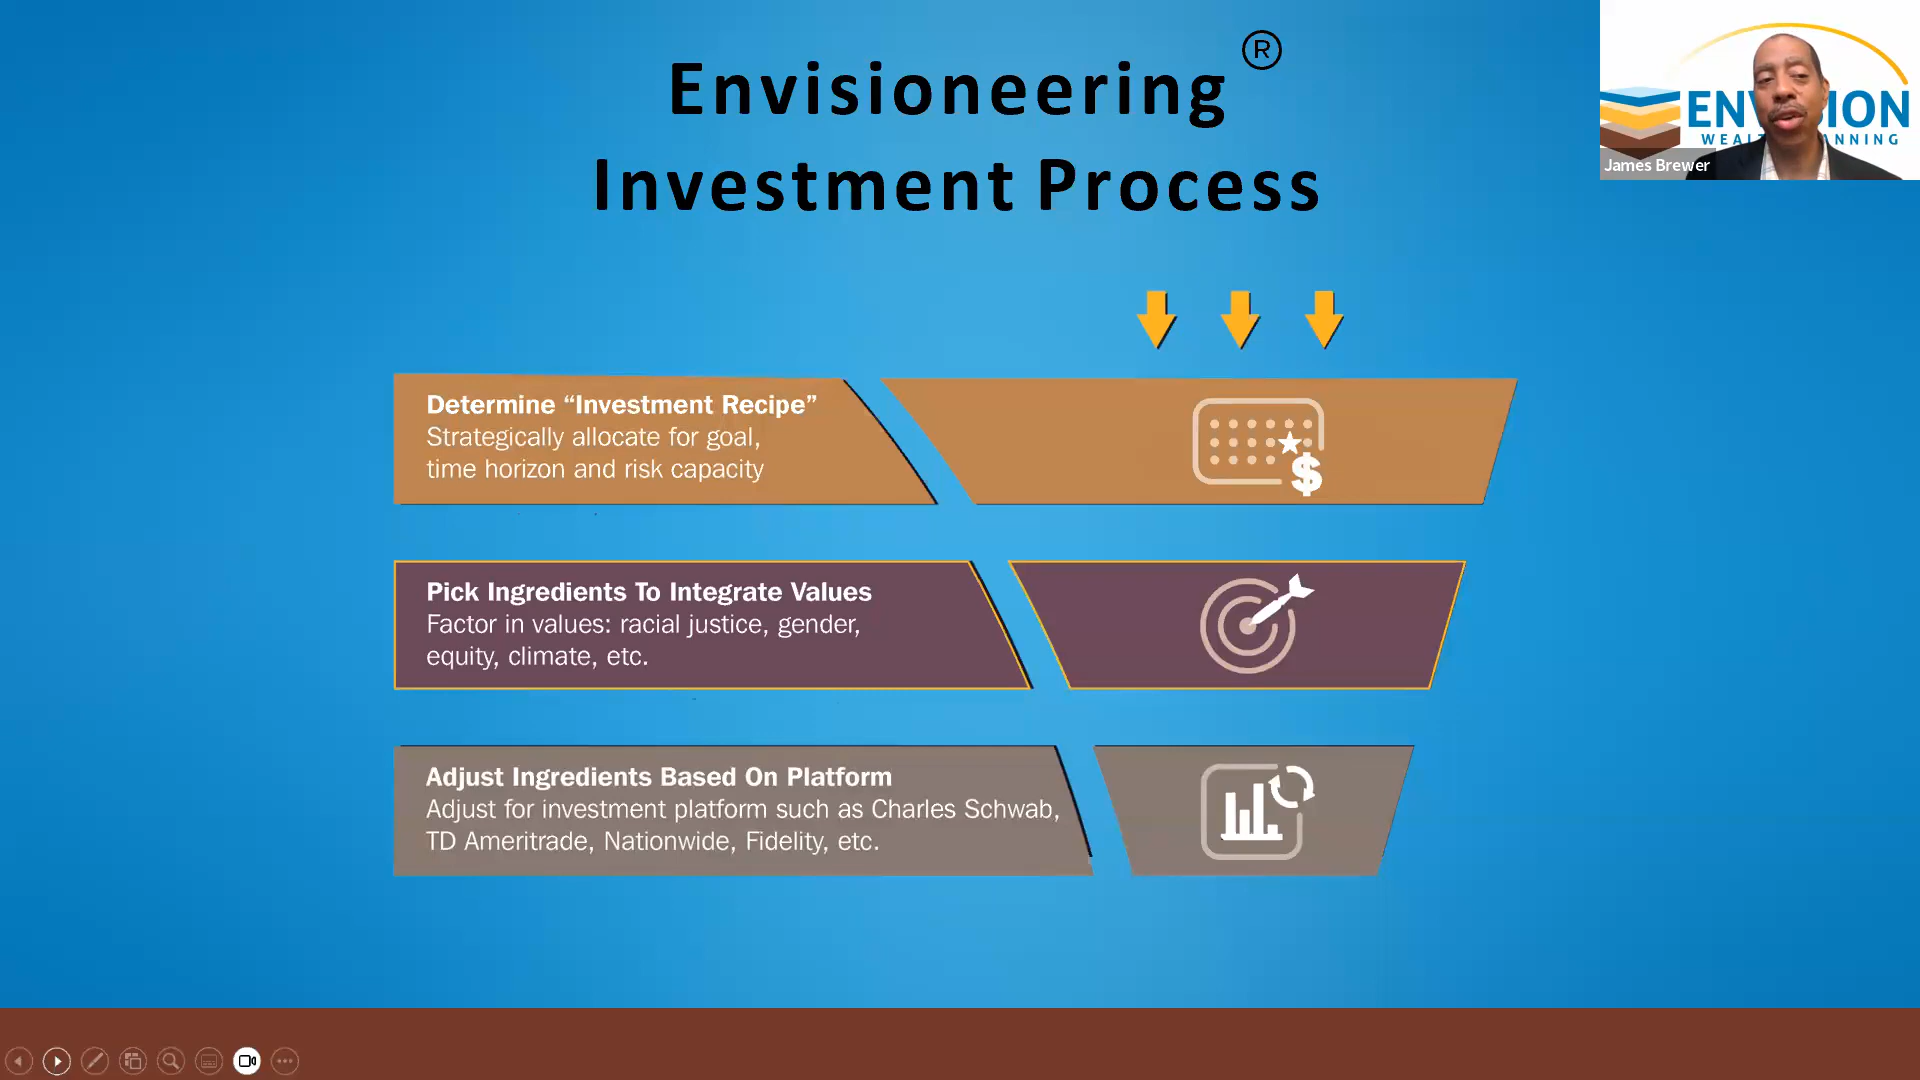 Envisioneering ®
Investment Process
James Brewer
Determine “Investment Recipe”
Strategically allocate for goal,
time horizon and risk capacity
$
Pick Ingredients To Integrate Values
Factor in values: racial justice, gender,
equity, climate, etc.
Adjust Ingredients Based On Platform
Adjust for investment platform such as Charles Schwab,
TD Ameritrade, Nationwide, Fidelity, etc.